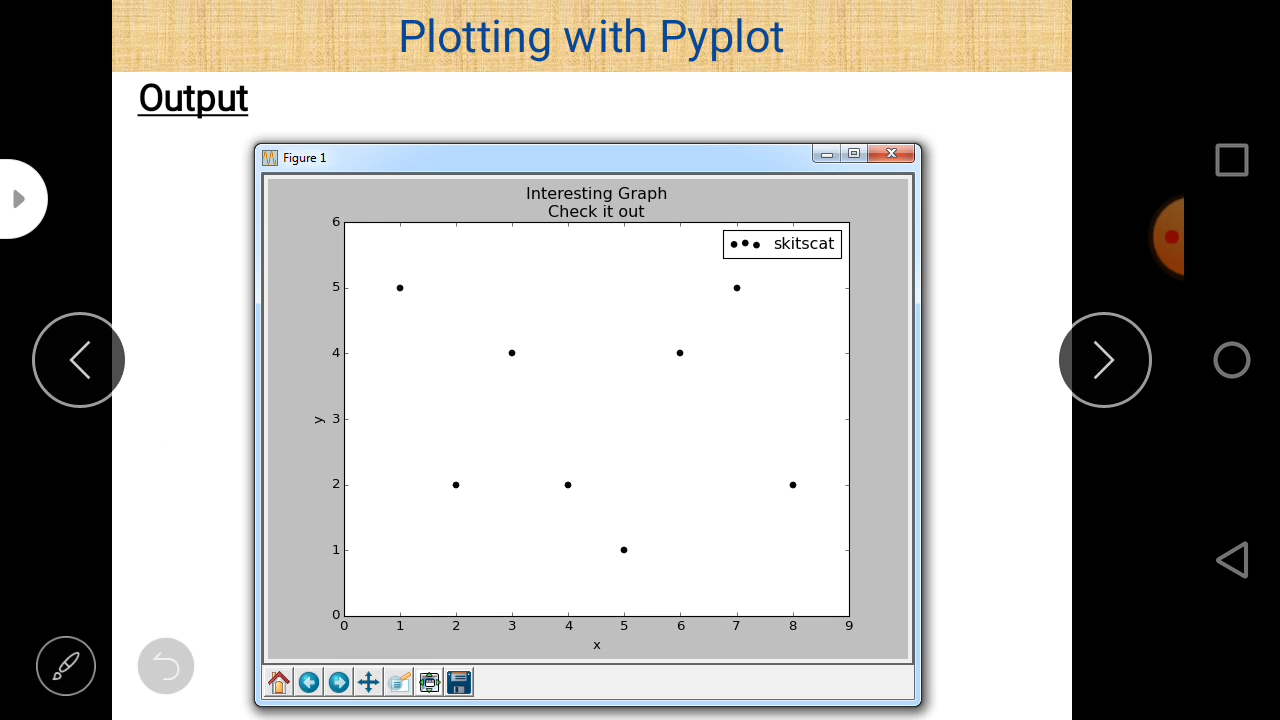 Plotting with Pyplot
Output
Figure 1
Interesting Graph
Check it out
skitscat
6
5
4
3
2
1
0
y
0 1 2 3 4 5 6 7 8 9
x